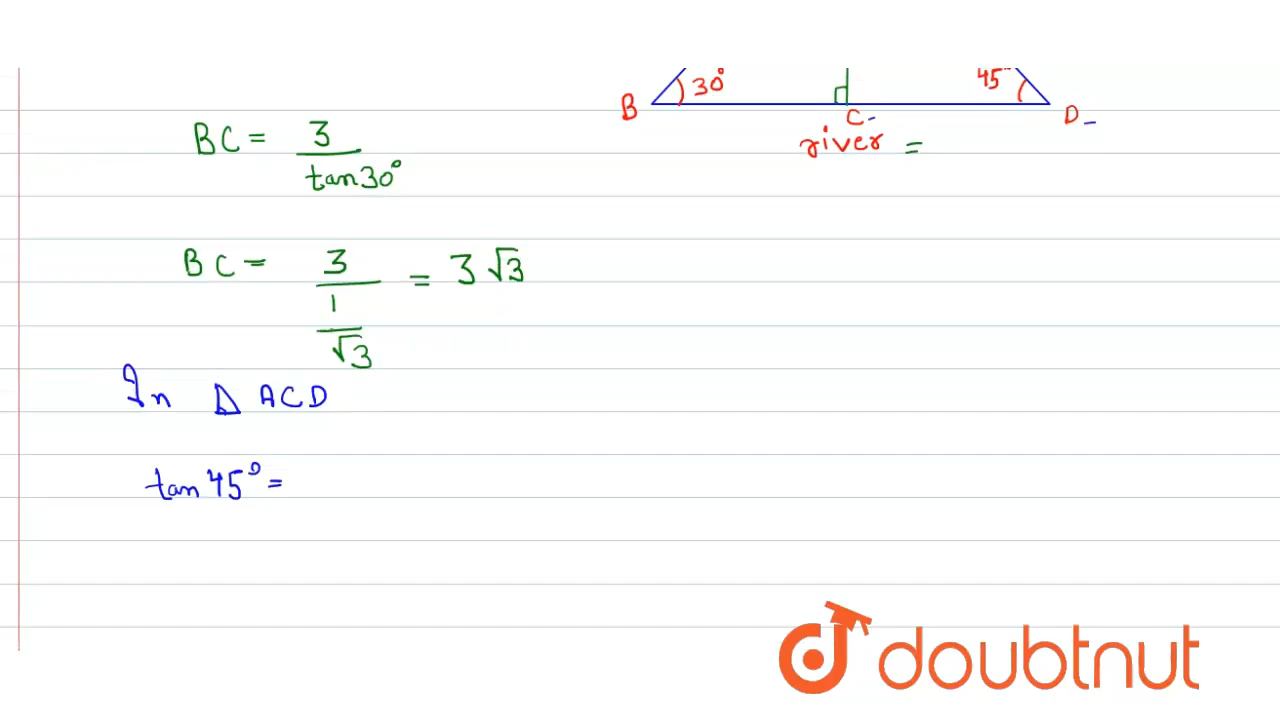 30°
45°
B
C
D
river =
BC = 3 / tan30°
BC = 3 / 1/√3 = 3√3
In Δ ACD
tan 45° =
doubtnut